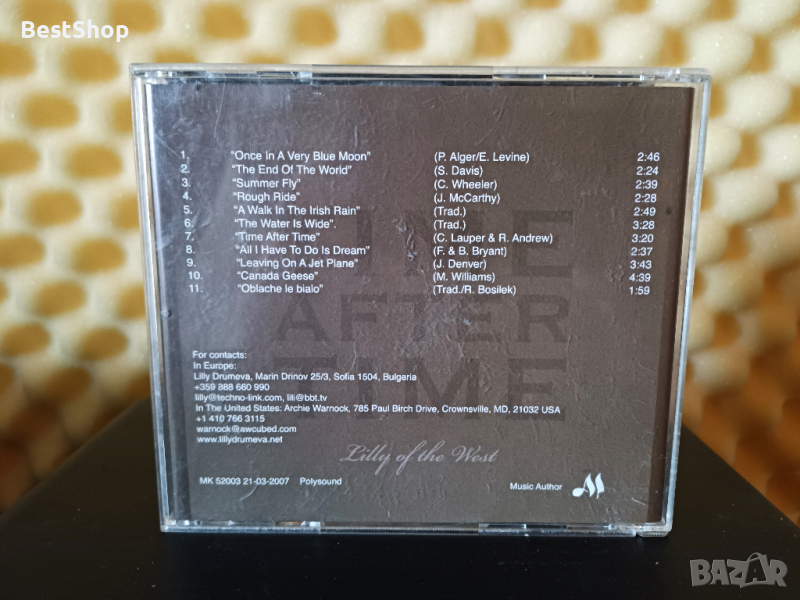 BestShop
1. "Once In A Very Blue Moon" (P. Alger/E. Levine) 2:46
2. "The End Of The World" (S. Davis) 2:24
3. "Summer Fly" (C. Wheeler) 2:39
4. "Rough Ride" (J. McCarthy) 2:28
5. "A Walk In The Irish Rain" (Trad.) 2:49
6. "The Water Is Wide". (Trad.) 3:28
7. "Time After Time" (C. Lauper & R. Andrew) 3:20
8. "All I Have To Do Is Dream" (F. & B. Bryant) 2:37
9. "Leaving On A Jet Plane" (J. Denver) 3:43
10. "Canada Geese" (M. Williams) 4:39
11. "Oblache le bialo" (Trad./R. Bosilek) 1:59
TIME
AFTER
TIME
For contacts:
In Europe:
Lilly Drumeva, Marin Drinov 25/3, Sofia 1504, Bulgaria
+359 888 660 990
lilly@techno-link.com, lili@bbt.tv
In The United States: Archie Warnock, 785 Paul Birch Drive, Crownsville, MD, 21032 USA
+1 410 766 3115
warnock@awcubed.com
www.lillydrumeva.net
Lilly of the West
MK 52003 21-03-2007 Polysound
Music Author
BAZAR